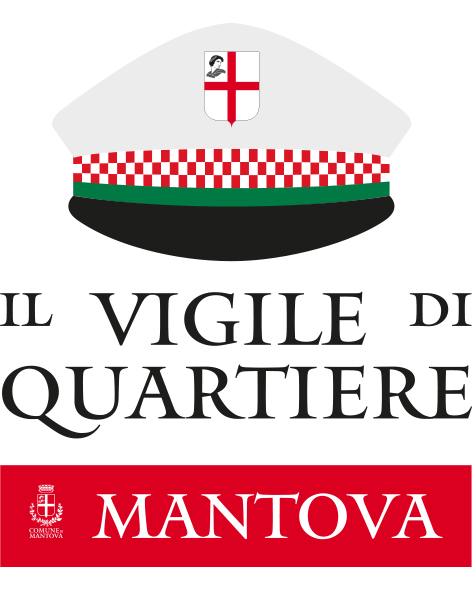 IL VIGILE DI
QUARTIERE
COMUNE DI
MANTOVA
MANTOVA